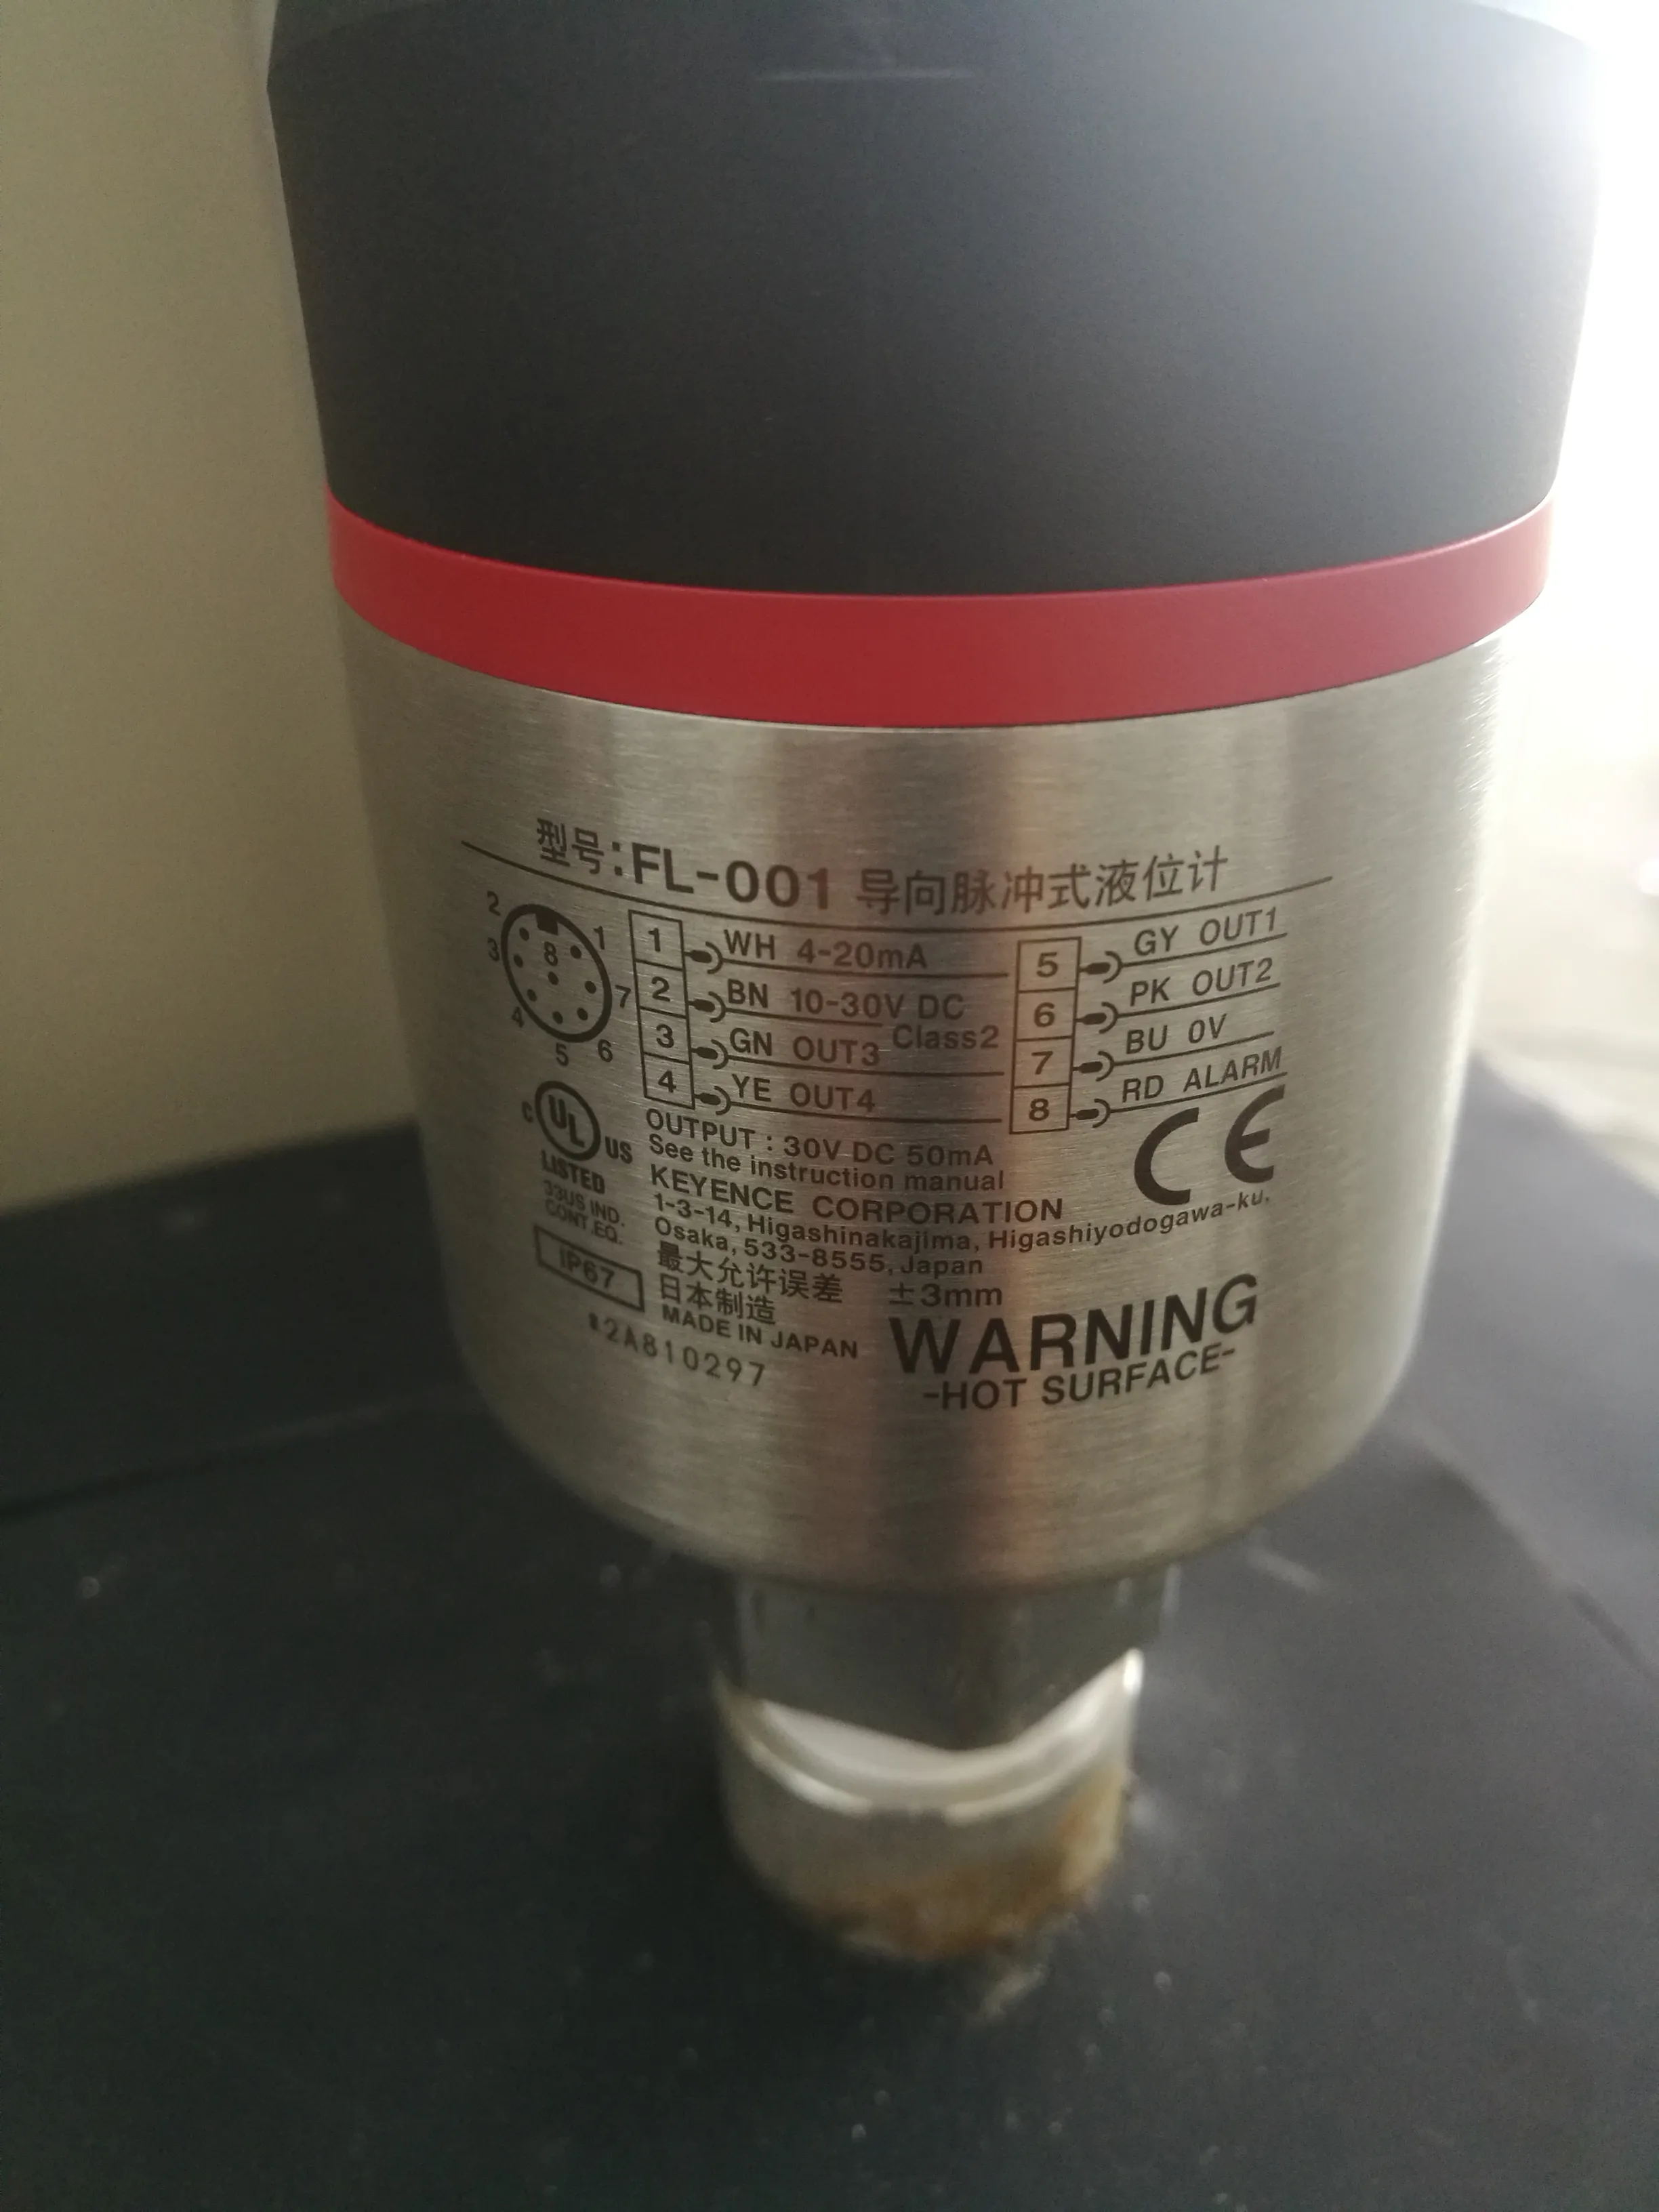 型号:FL-001 导向脉冲式液位计
2
3
8
1
7
4
5
6
1 WH 4-20mA
2 BN 10-30V DC
Class2
3 GN OUT3
4 YE OUT4
5 GY OUT1
6 PK OUT2
7 BU 0V
8 RD ALARM
C UL US
LISTED
33US IND.
CONT.EQ.
IP67
OUTPUT : 30V DC 50mA
See the instruction manual
KEYENCE CORPORATION
1-3-14, Higashinakajima, Higashiyodogawa-ku,
Osaka, 533-8555, Japan
最大允许误差 ±3mm
日本制造
MADE IN JAPAN
CE
WARNING
-HOT SURFACE-
2A810297